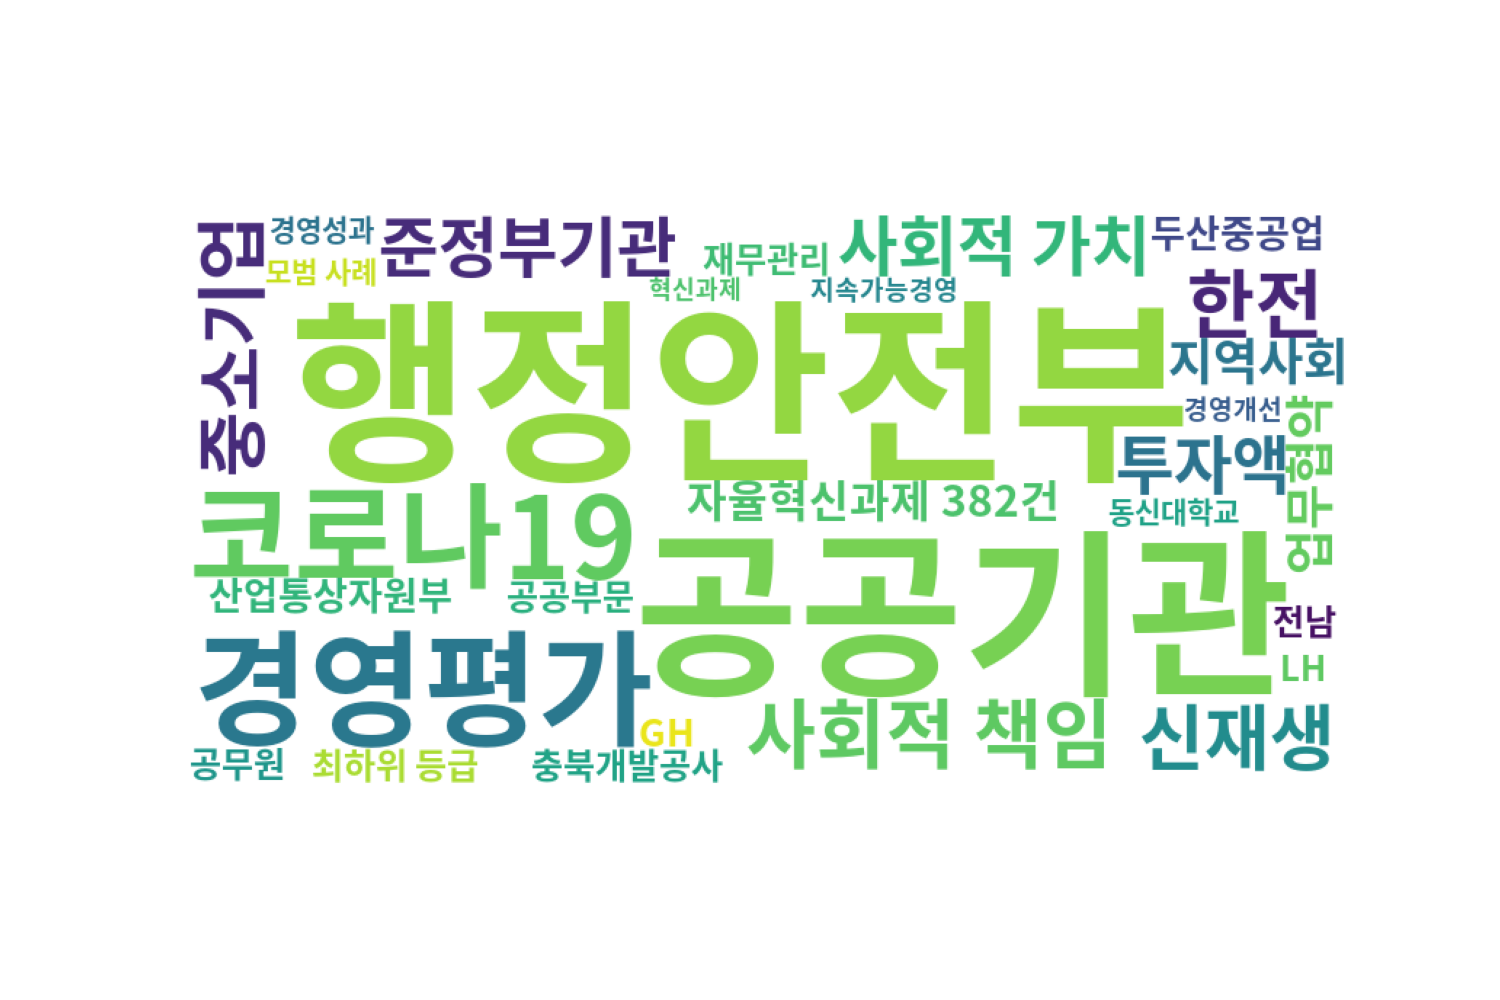 중소기업
경영성과
준정부기관
재무관리
사회적 가치
두산중공업
모범 사례
혁신과제
지속가능경영
한전
행정안전부
지역사회
경영개선
업무협약
투자액
코로나19
자율혁신과제 382건
동신대학교
산업통상자원부
공공부문
공공기관
전남
경영평가
LH
GH
사회적 책임
신재생
공무원
최하위 등급
충북개발공사